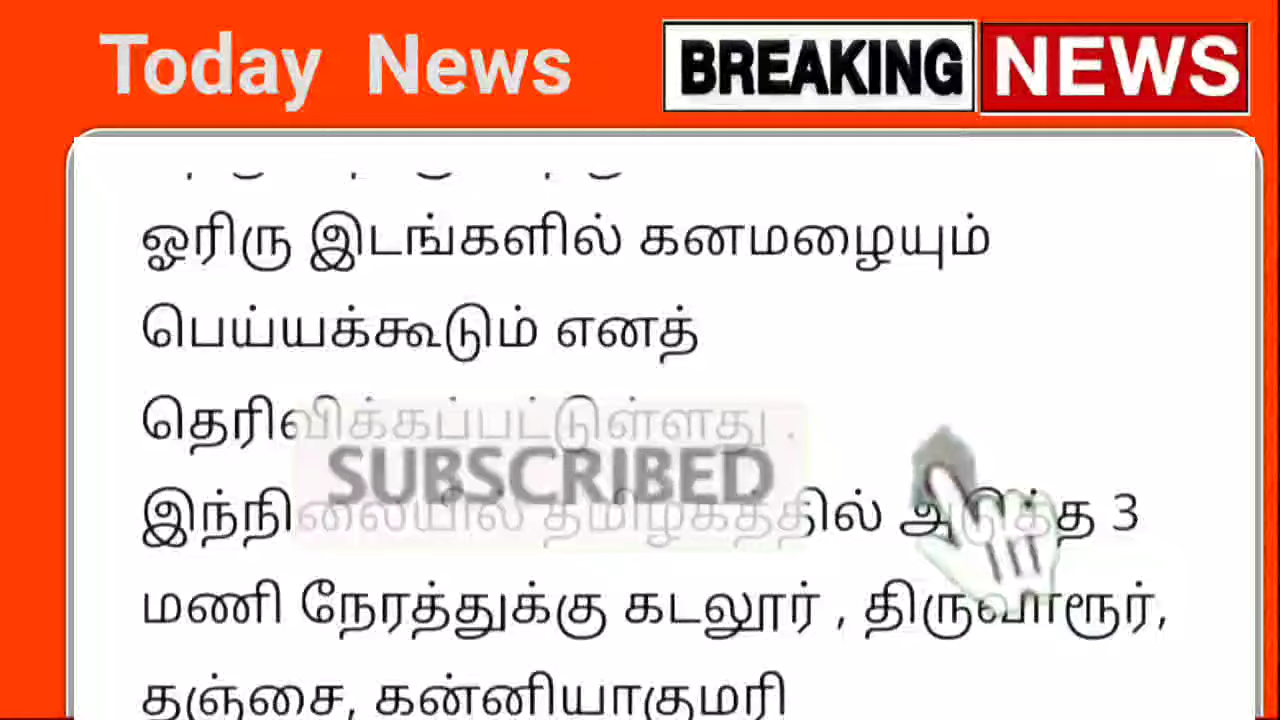 Today News
BREAKING NEWS
ஓரிரு இடங்களில் கனமழையும்
பெய்யக்கூடும் எனத்
தெரிவிக்கப்பட்டுள்ளது .
SUBSCRIBED
இந்நிலையில் தமிழகத்தில் அடுத்த 3
மணி நேரத்துக்கு கடலூர் , திருவாரூர்,
தஞ்சை, கன்னியாகுமரி